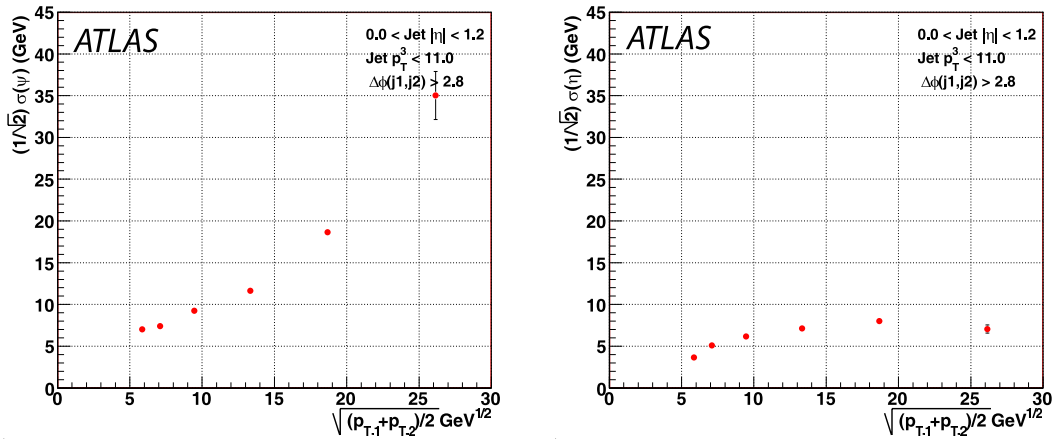 (1/√2) σ(ψ) (GeV)
45
40
35
30
25
20
15
10
5
0
ATLAS
0.0 < Jet |η| < 1.2
Jet p_T^3 < 11.0
Δϕ(j1,j2) > 2.8
0 5 10 15 20 25 30
√(p_T,1+p_T,2)/2 GeV^1/2
(1/√2) σ(η) (GeV)
45
40
35
30
25
20
15
10
5
0
ATLAS
0.0 < Jet |η| < 1.2
Jet p_T^3 < 11.0
Δϕ(j1,j2) > 2.8
0 5 10 15 20 25 30
√(p_T,1+p_T,2)/2 GeV^1/2